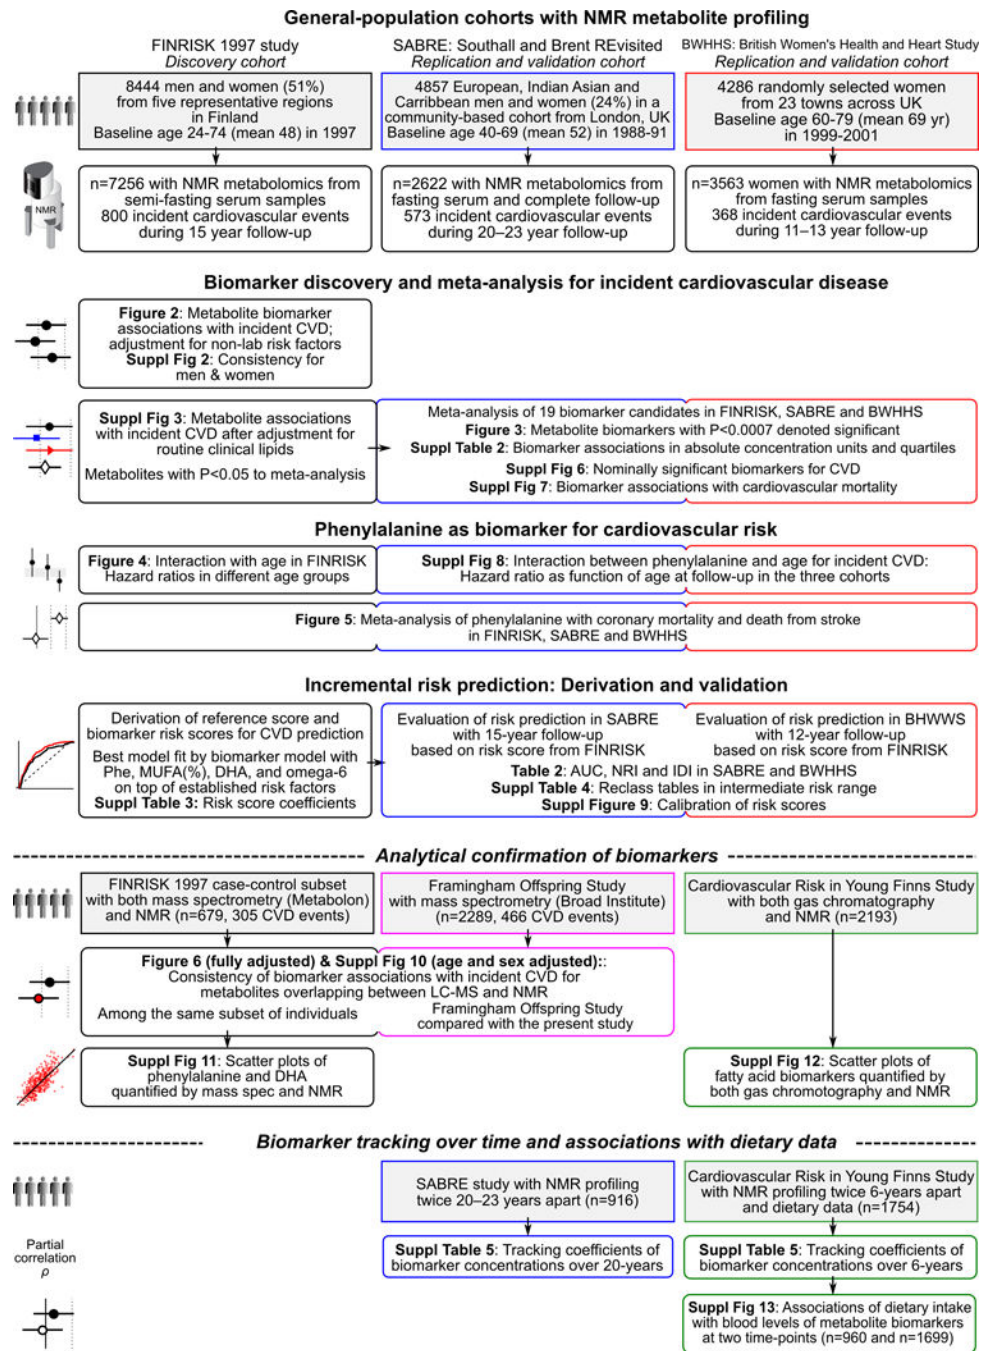 General-population cohorts with NMR metabolite profiling
FINRISK 1997 study
Discovery cohort
8444 men and women (51%)
from five representative regions
in Finland
Baseline age 24-74 (mean 48) in 1997
SABRE: Southall and Brent REvisited
Replication and validation cohort
4857 European, Indian Asian and
Carribbean men and women (24%) in a
community-based cohort from London, UK
Baseline age 40-69 (mean 52) in 1988-91
BWHHS: British Women's Health and Heart Study
Replication and validation cohort
4286 randomly selected women
from 23 towns across UK
Baseline age 60-79 (mean 69 yr)
in 1999-2001
NMR
n=7256 with NMR metabolomics from
semi-fasting serum samples
800 incident cardiovascular events
during 15 year follow-up
n=2622 with NMR metabolomics from
fasting serum and complete follow-up
573 incident cardiovascular events
during 20–23 year follow-up
n=3563 women with NMR metabolomics
from fasting serum samples
368 incident cardiovascular events
during 11–13 year follow-up
Biomarker discovery and meta-analysis for incident cardiovascular disease
Figure 2: Metabolite biomarker
associations with incident CVD;
adjustment for non-lab risk factors
Suppl Fig 2: Consistency for
men & women
Suppl Fig 3: Metabolite associations
with incident CVD after adjustment for
routine clinical lipids
Metabolites with P<0.05 to meta-analysis
Meta-analysis of 19 biomarker candidates in FINRISK, SABRE and BWHHS
Figure 3: Metabolite biomarkers with P<0.0007 denoted significant
Suppl Table 2: Biomarker associations in absolute concentration units and quartiles
Suppl Fig 6: Nominally significant biomarkers for CVD
Suppl Fig 7: Biomarker associations with cardiovascular mortality
Phenylalanine as biomarker for cardiovascular risk
Figure 4: Interaction with age in FINRISK
Hazard ratios in different age groups
Suppl Fig 8: Interaction between phenylalanine and age for incident CVD:
Hazard ratio as function of age at follow-up in the three cohorts
Figure 5: Meta-analysis of phenylalanine with coronary mortality and death from stroke
in FINRISK, SABRE and BWHHS
Incremental risk prediction: Derivation and validation
Derivation of reference score and
biomarker risk scores for CVD prediction
Best model fit by biomarker model with
Phe, MUFA(%), DHA, and omega-6
on top of established risk factors
Suppl Table 3: Risk score coefficients
Evaluation of risk prediction in SABRE
with 15-year follow-up
based on risk score from FINRISK
Evaluation of risk prediction in BHWWS
with 12-year follow-up
based on risk score from FINRISK
Table 2: AUC, NRI and IDI in SABRE and BWHHS
Suppl Table 4: Reclass tables in intermediate risk range
Suppl Figure 9: Calibration of risk scores
Analytical confirmation of biomarkers
FINRISK 1997 case-control subset
with both mass spectrometry (Metabolon)
and NMR (n=679, 305 CVD events)
Framingham Offspring Study
with mass spectrometry (Broad Institute)
(n=2289, 466 CVD events)
Cardiovascular Risk in Young Finns Study
with both gas chromatography
and NMR (n=2193)
Figure 6 (fully adjusted) & Suppl Fig 10 (age and sex adjusted)::
Consistency of biomarker associations with incident CVD for
metabolites overlapping between LC-MS and NMR
Among the same subset of individuals
Framingham Offspring Study
compared with the present study
Suppl Fig 11: Scatter plots of
phenylalanine and DHA
quantified by mass spec and NMR
Suppl Fig 12: Scatter plots of
fatty acid biomarkers quantified by
both gas chromotography and NMR
Biomarker tracking over time and associations with dietary data
SABRE study with NMR profiling
twice 20–23 years apart (n=916)
Cardiovascular Risk in Young Finns Study
with NMR profiling twice 6-years apart
and dietary data (n=1754)
Partial
correlation
ρ
Suppl Table 5: Tracking coefficients of
biomarker concentrations over 20-years
Suppl Table 5: Tracking coefficients of
biomarker concentrations over 6-years
Suppl Fig 13: Associations of dietary intake
with blood levels of metabolite biomarkers
at two time-points (n=960 and n=1699)